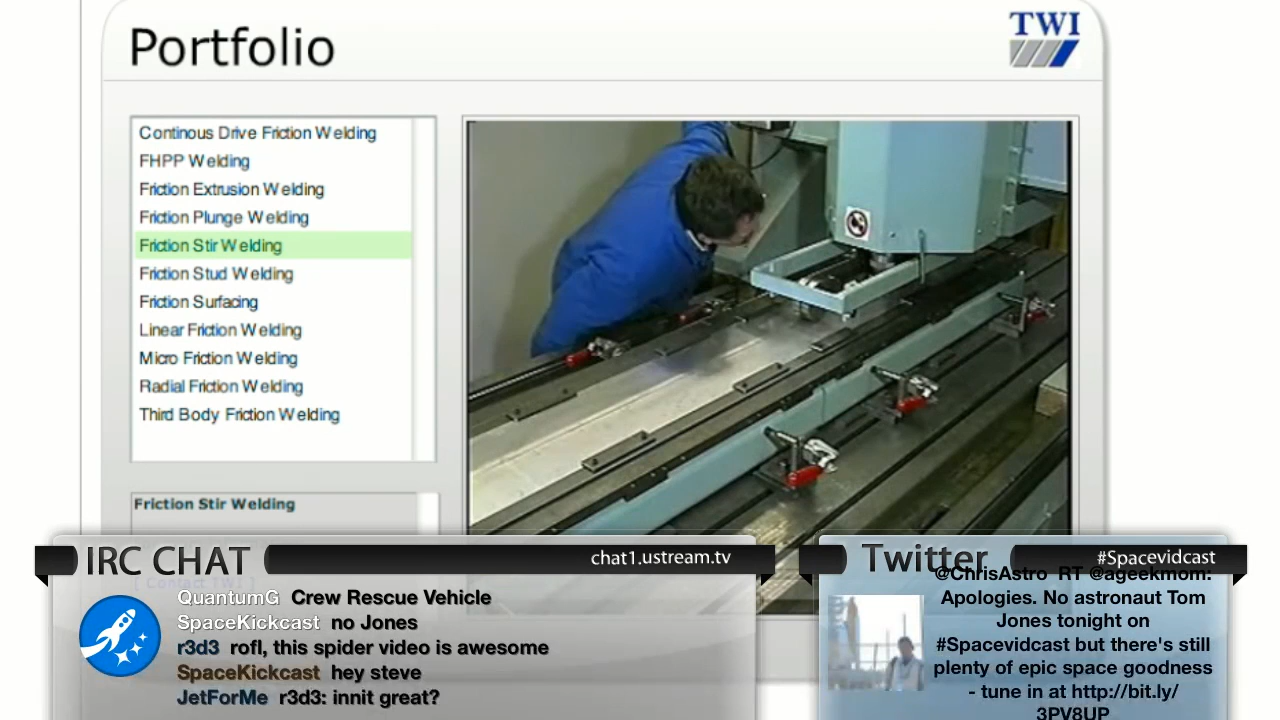 Portfolio
TWI
Continous Drive Friction Welding
FHPP Welding
Friction Extrusion Welding
Friction Plunge Welding
Friction Stir Welding
Friction Stud Welding
Friction Surfacing
Linear Friction Welding
Micro Friction Welding
Radial Friction Welding
Third Body Friction Welding
Friction Stir Welding
[ Contact TWI ]
IRC CHAT
chat1.ustream.tv
QuantumG Crew Rescue Vehicle
SpaceKickcast no Jones
r3d3 rofl, this spider video is awesome
SpaceKickcast hey steve
JetForMe r3d3: innit great?
Twitter
#Spacevidcast
@ChrisAstro RT @ageekmom:
Apologies. No astronaut Tom
Jones tonight on
#Spacevidcast but there's still
plenty of epic space goodness
- tune in at http://bit.ly/
3PV8UP